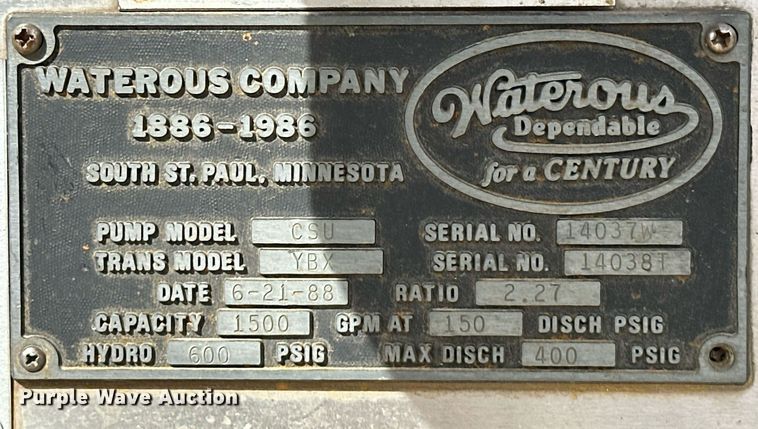 WATEROUS COMPANY
1886-1986
SOUTH ST. PAUL, MINNESOTA
Waterous
Dependable
for a CENTURY
PUMP MODEL CSU SERIAL NO. 14037W
TRANS MODEL YBX SERIAL NO. 14038T
DATE 6-21-88 RATIO 2.27
CAPACITY 1500 GPM AT 150 DISCH PSIG
HYDRO 600 PSIG MAX DISCH 400 PSIG
Purple Wave Auction